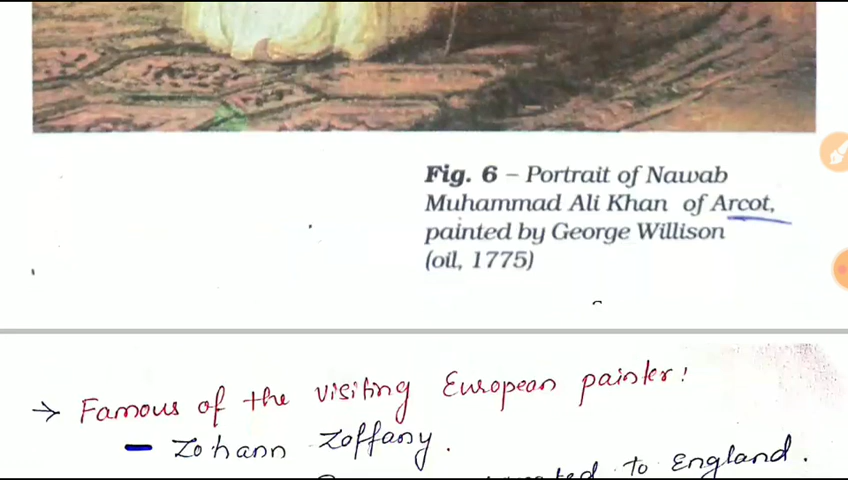 Fig. 6 – Portrait of Nawab
Muhammad Ali Khan of Arcot,
painted by George Willison
(oil, 1775)
→ Famous of the visiting European painter:
- Zohann Zoffany.
to England.